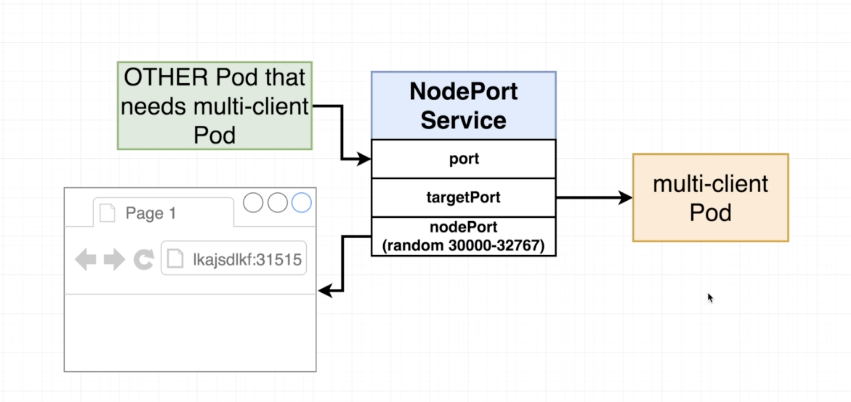 OTHER Pod that
needs multi-client
Pod
NodePort
Service
port
targetPort
nodePort
(random 30000-32767)
multi-client
Pod
Page 1
lkajsdlkf:31515